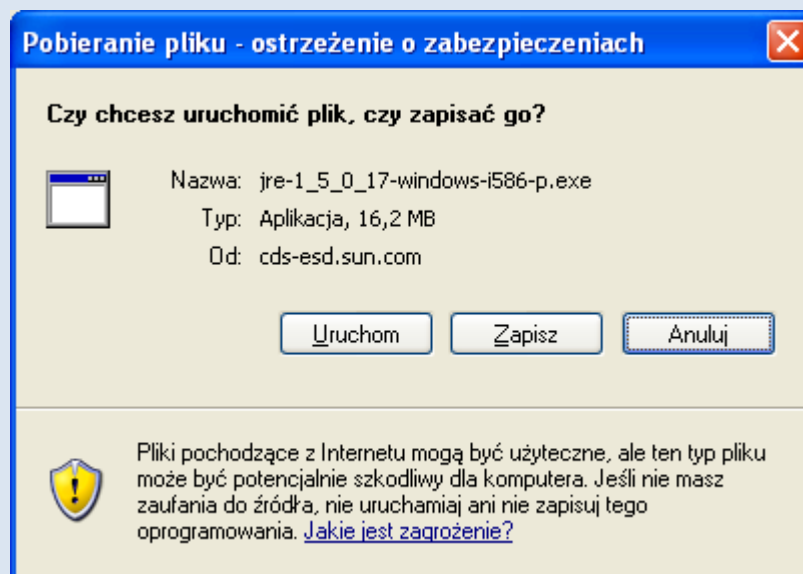 Pobieranie pliku - ostrzeżenie o zabezpieczeniach
Czy chcesz uruchomić plik, czy zapisać go?
Nazwa: jre-1_5_0_17-windows-i586-p.exe
Typ: Aplikacja, 16,2 MB
Od: cds-esd.sun.com
Uruchom Zapisz Anuluj
Pliki pochodzące z Internetu mogą być użyteczne, ale ten typ pliku
może być potencjalnie szkodliwy dla komputera. Jeśli nie masz
zaufania do źródła, nie uruchamiaj ani nie zapisuj tego
oprogramowania. Jakie jest zagrożenie?